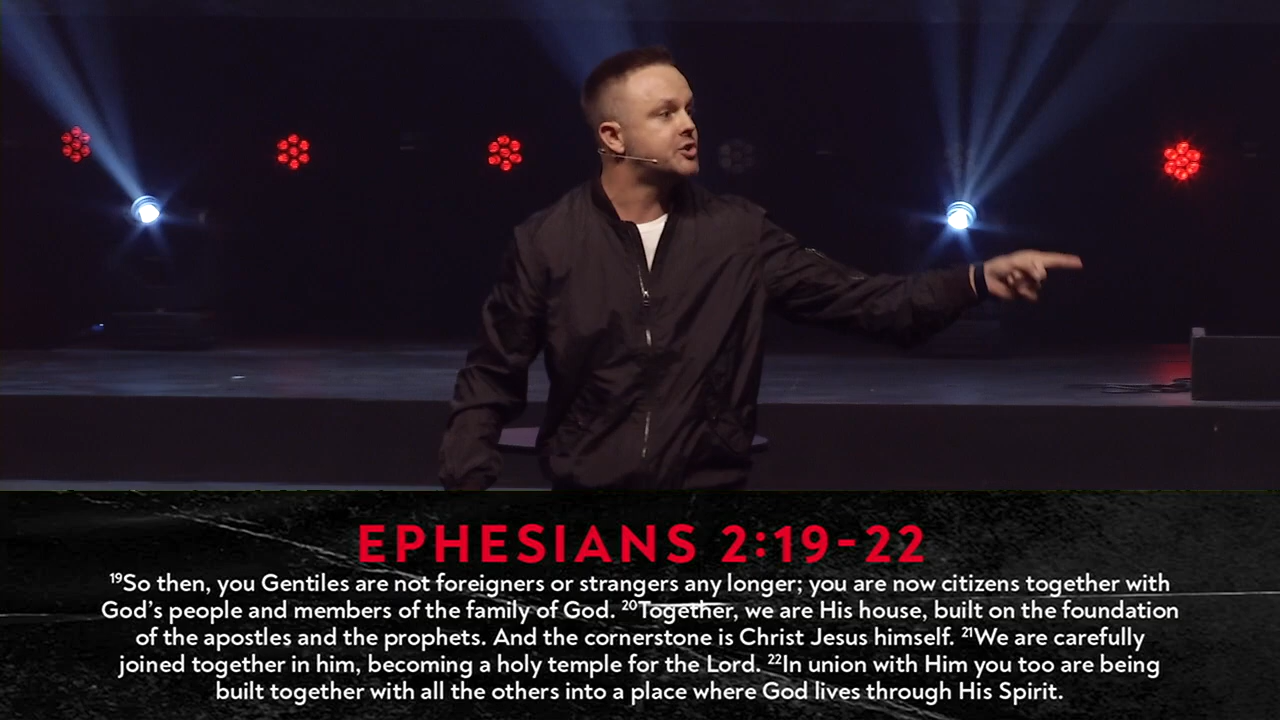 EPHESIANS 2:19-22
¹⁹So then, you Gentiles are not foreigners or strangers any longer; you are now citizens together with
God’s people and members of the family of God. ²⁰Together, we are His house, built on the foundation
of the apostles and the prophets. And the cornerstone is Christ Jesus himself. ²¹We are carefully
joined together in him, becoming a holy temple for the Lord. ²²In union with Him you too are being
built together with all the others into a place where God lives through His Spirit.